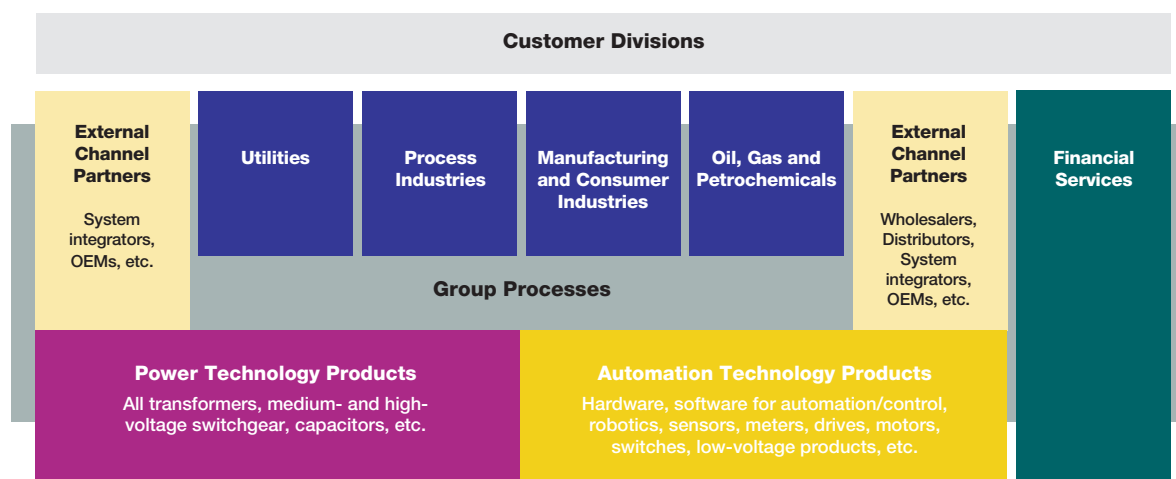 Customer Divisions
External
Channel
Partners
System
integrators,
OEMs, etc.
Utilities
Process
Industries
Manufacturing
and Consumer
Industries
Oil, Gas and
Petrochemicals
External
Channel
Partners
Wholesalers,
Distributors,
System
integrators,
OEMs, etc.
Financial
Services
Group Processes
Power Technology Products
All transformers, medium- and high-
voltage switchgear, capacitors, etc.
Automation Technology Products
Hardware, software for automation/control,
robotics, sensors, meters, drives, motors,
switches, low-voltage products, etc.